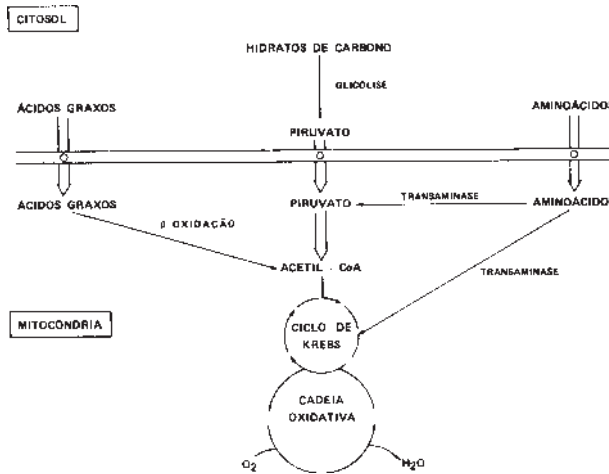 CITOSOL
HIDRATOS DE CARBONO
GLICÓLISE
ÁCIDOS GRAXOS
AMINOÁCIDOS
PIRUVATO
ÁCIDOS GRAXOS
PIRUVATO
TRANSAMINASE
AMINOÁCIDO
β OXIDAÇÃO
ACETIL - CoA
TRANSAMINASE
MITOCÔNDRIA
CICLO DE
KREBS
CADEIA
OXIDATIVA
O2
H2O